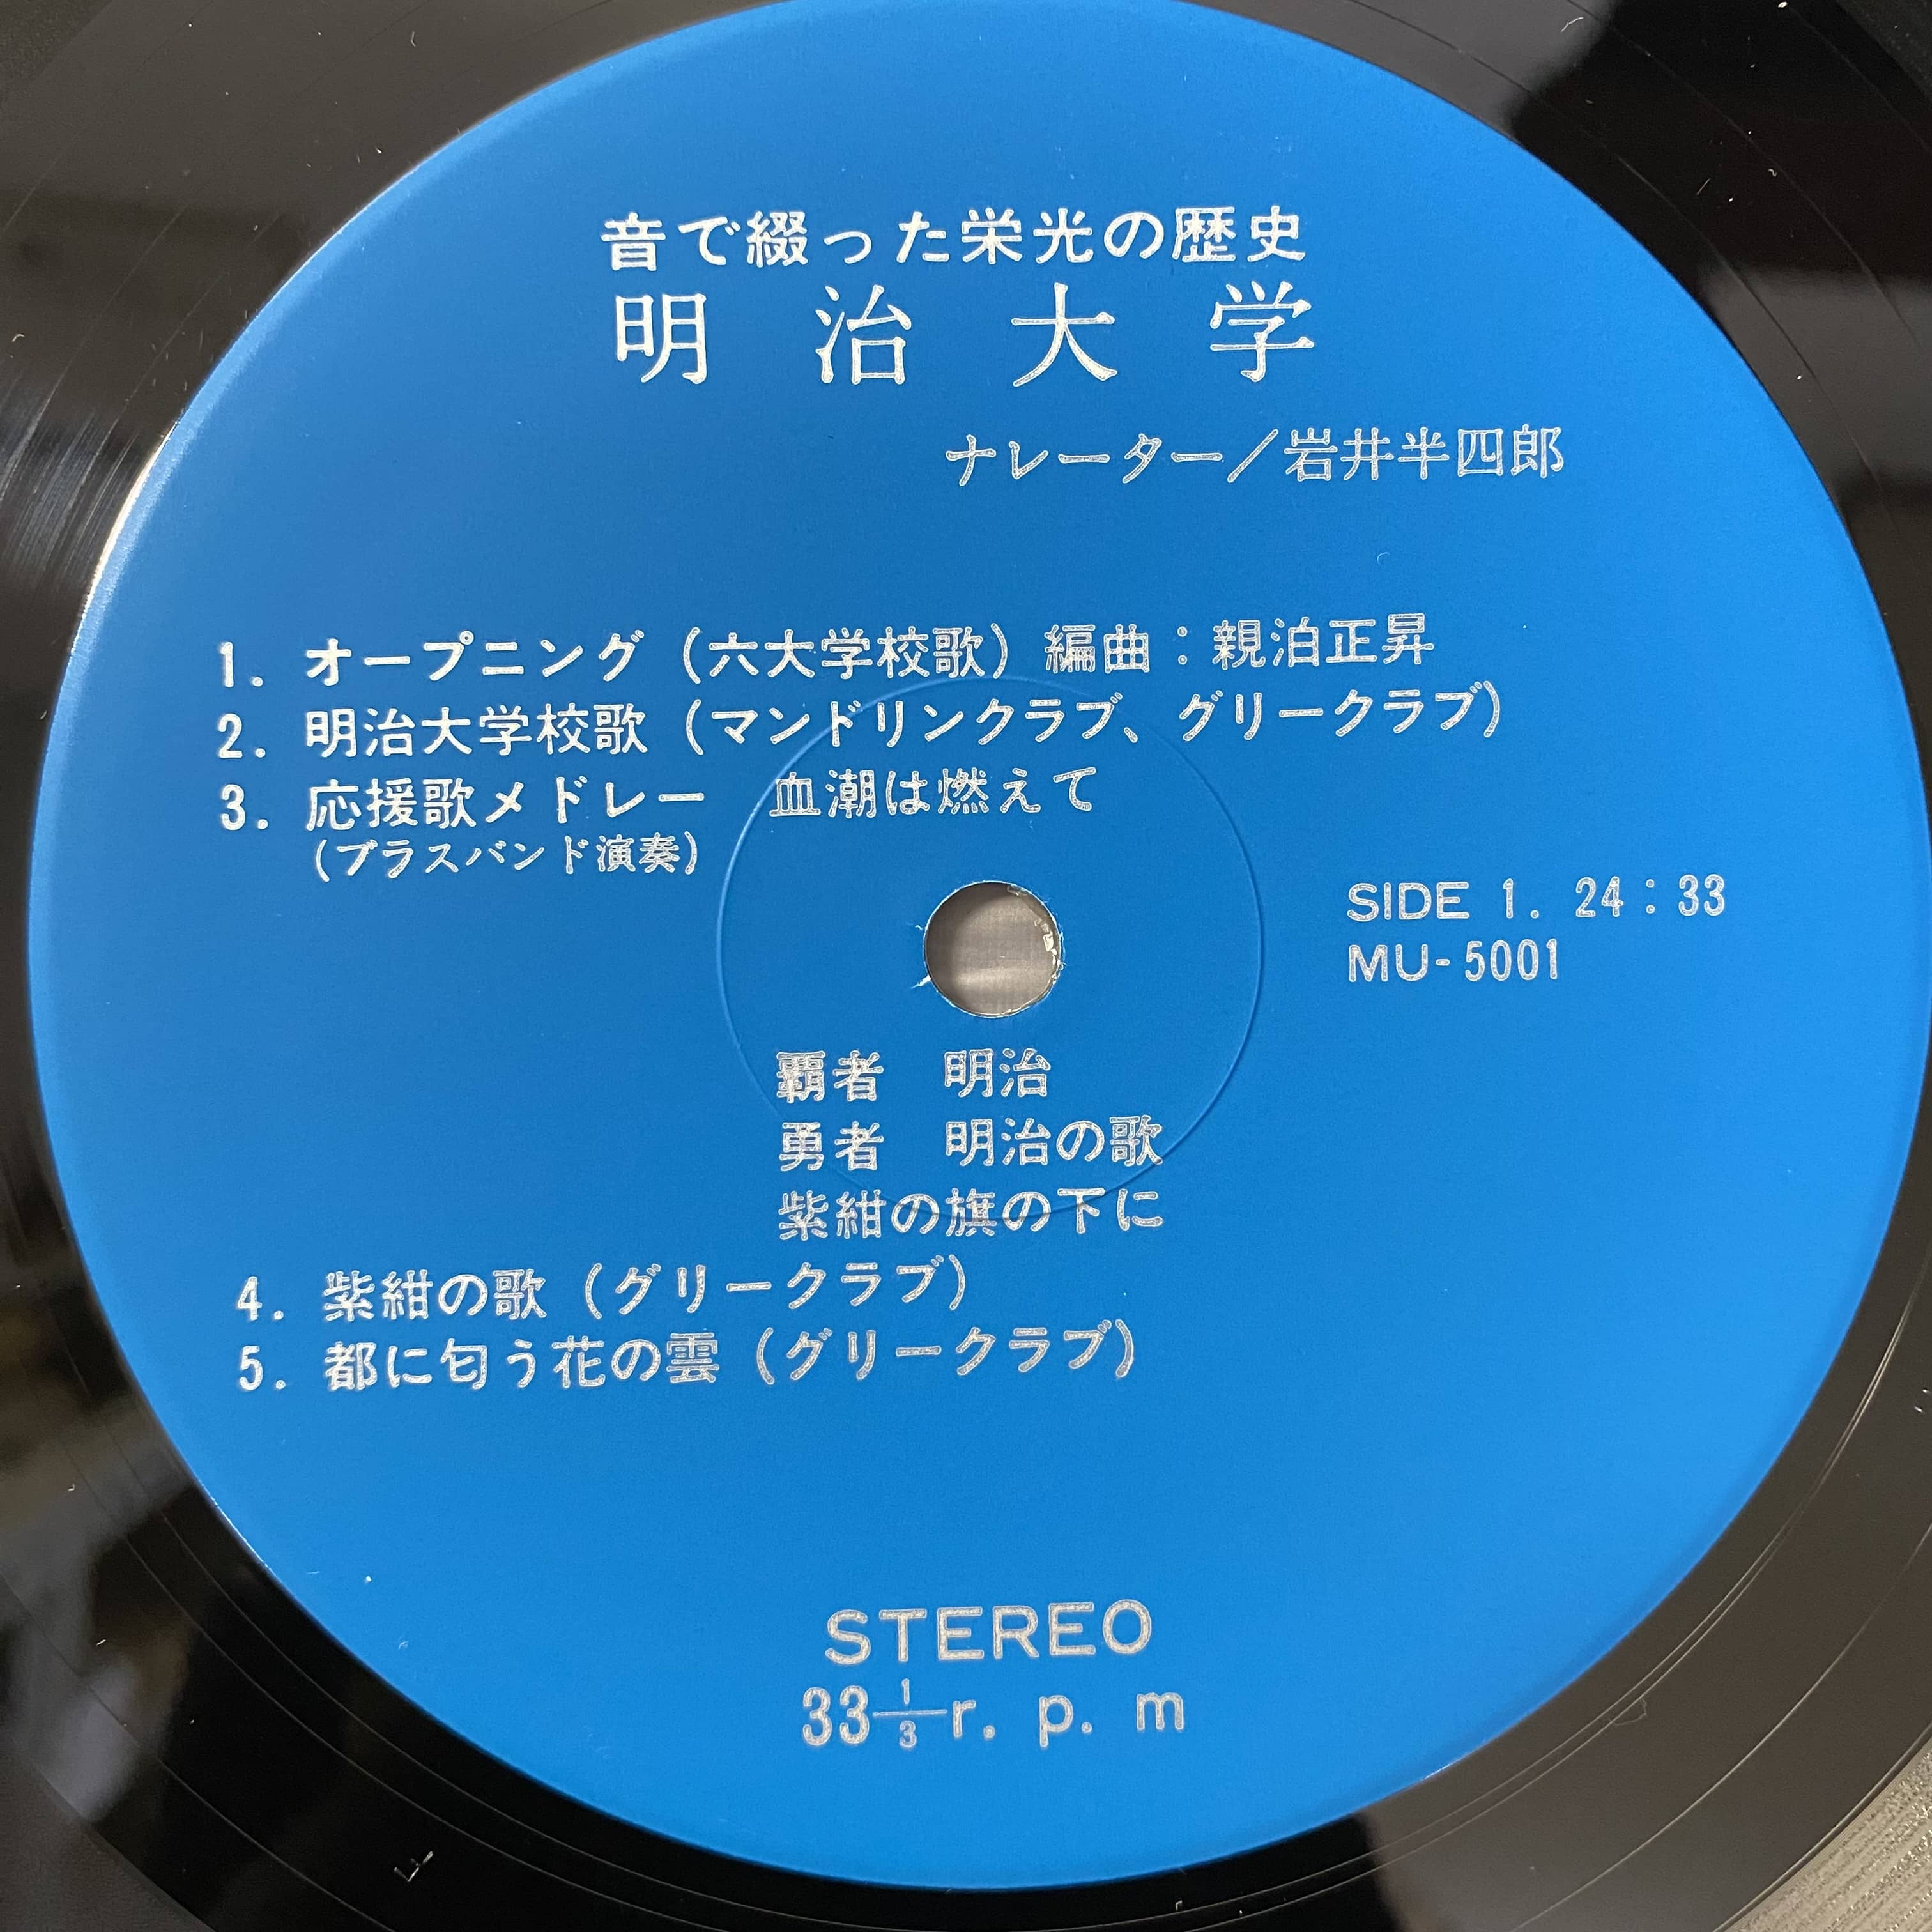 音で綴った栄光の歴史
明治大学
ナレーター／岩井半四郎
1. オープニング（六大学校歌）編曲：親泊正昇
2. 明治大学校歌（マンドリンクラブ、グリークラブ）
3. 応援歌メドレー　血潮は燃えて
（ブラスバンド演奏）
SIDE 1. 24：33
MU-5001
覇者　明治
勇者　明治の歌
紫紺の旗の下に
4. 紫紺の歌（グリークラブ）
5. 都に匂う花の雲（グリークラブ）
STEREO
33 1/3 r. p. m